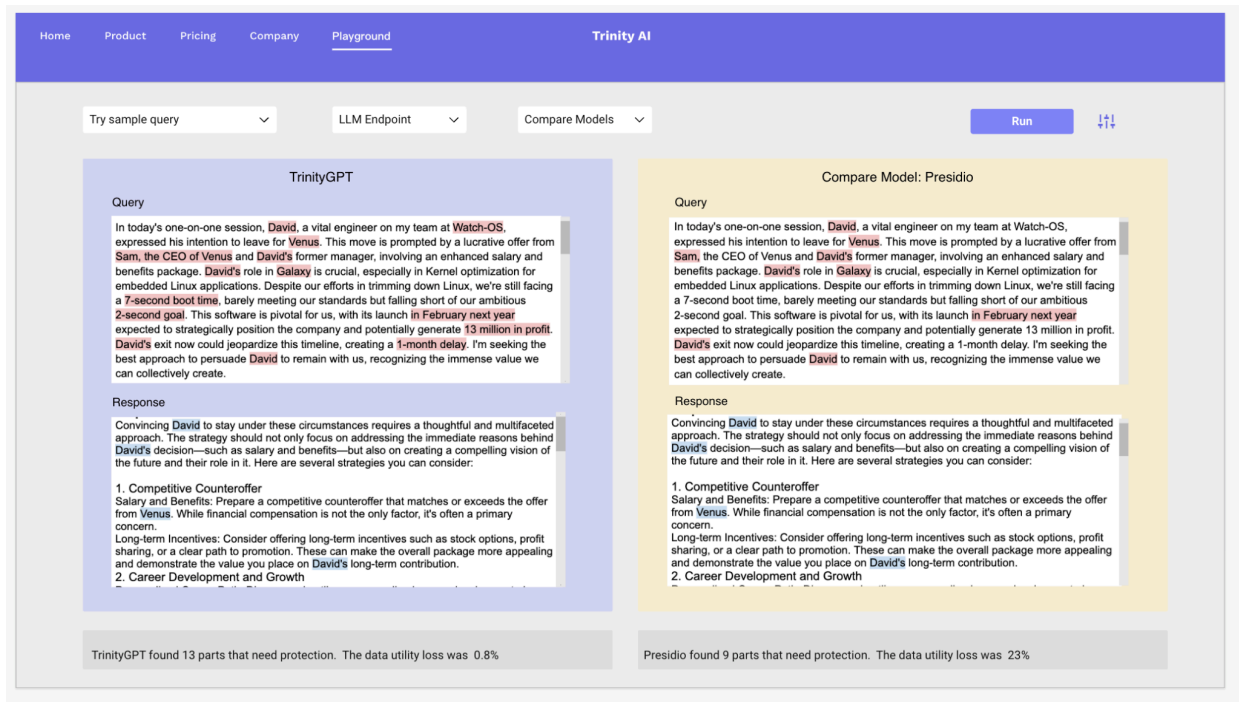 Home Product Pricing Company Playground Trinity AI
Try sample query LLM Endpoint Compare Models Run
TrinityGPT
Query
In today's one-on-one session, David, a vital engineer on my team at Watch-OS,
expressed his intention to leave for Venus. This move is prompted by a lucrative offer from
Sam, the CEO of Venus and David's former manager, involving an enhanced salary and
benefits package. David's role in Galaxy is crucial, especially in Kernel optimization for
embedded Linux applications. Despite our efforts in trimming down Linux, we're still facing
a 7-second boot time, barely meeting our standards but falling short of our ambitious
2-second goal. This software is pivotal for us, with its launch in February next year
expected to strategically position the company and potentially generate 13 million in profit.
David's exit now could jeopardize this timeline, creating a 1-month delay. I'm seeking the
best approach to persuade David to remain with us, recognizing the immense value we
can collectively create.
Response
Convincing David to stay under these circumstances requires a thoughtful and multifaceted
approach. The strategy should not only focus on addressing the immediate reasons behind
David's decision—such as salary and benefits—but also on creating a compelling vision of
the future and their role in it. Here are several strategies you can consider:
1. Competitive Counteroffer
Salary and Benefits: Prepare a competitive counteroffer that matches or exceeds the offer
from Venus. While financial compensation is not the only factor, it's often a primary
concern.
Long-term Incentives: Consider offering long-term incentives such as stock options, profit
sharing, or a clear path to promotion. These can make the overall package more appealing
and demonstrate the value you place on David's long-term contribution.
2. Career Development and Growth
TrinityGPT found 13 parts that need protection. The data utility loss was 0.8%
Compare Model: Presidio
Query
In today's one-on-one session, David, a vital engineer on my team at Watch-OS,
expressed his intention to leave for Venus. This move is prompted by a lucrative offer from
Sam, the CEO of Venus and David's former manager, involving an enhanced salary and
benefits package. David's role in Galaxy is crucial, especially in Kernel optimization for
embedded Linux applications. Despite our efforts in trimming down Linux, we're still facing
a 7-second boot time, barely meeting our standards but falling short of our ambitious
2-second goal. This software is pivotal for us, with its launch in February next year
expected to strategically position the company and potentially generate 13 million in profit.
David's exit now could jeopardize this timeline, creating a 1-month delay. I'm seeking the
best approach to persuade David to remain with us, recognizing the immense value we
can collectively create.
Response
Convincing David to stay under these circumstances requires a thoughtful and multifaceted
approach. The strategy should not only focus on addressing the immediate reasons behind
David's decision—such as salary and benefits—but also on creating a compelling vision of
the future and their role in it. Here are several strategies you can consider:
1. Competitive Counteroffer
Salary and Benefits: Prepare a competitive counteroffer that matches or exceeds the offer
from Venus. While financial compensation is not the only factor, it's often a primary
concern.
Long-term Incentives: Consider offering long-term incentives such as stock options, profit
sharing, or a clear path to promotion. These can make the overall package more appealing
and demonstrate the value you place on David's long-term contribution.
2. Career Development and Growth
Presidio found 9 parts that need protection. The data utility loss was 23%